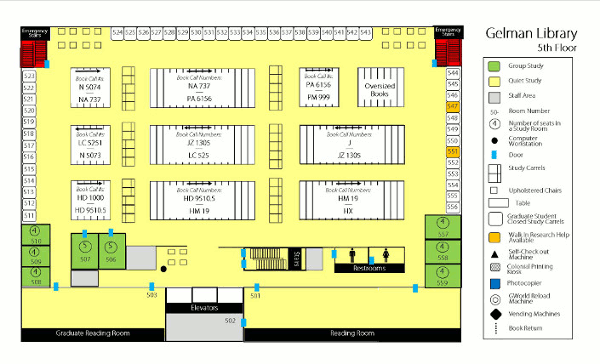 Emergency
Stairs
524 525 526 527 528 529 530 531 532 533 534 535 536 537 538 539 540 541 542 543
Emergency
Stairs
Gelman Library
5th Floor
523
522
521
520
519
518
517
516
515
514
513
512
511
Book Call #s:
N 5074
NA 737
Book Call Numbers:
NA 737
PA 6156
Book Call #s:
PA 6156
PM 999
Oversized
Books
Book Call #s:
LC 5251
N 5073
Book Call Numbers:
JZ 1305
LC 525
Book Call Numbers:
J
JZ 1305
Book Call #s:
HD 1000
HD 9510.5
Book Call Numbers:
HD 9510.5
HM 19
Book Call Numbers:
HM 19
HX
544
545
546
547
548
549
550
551
552
553
554
555
556
4
510
4
509
4
508
5
507
5
506
4
557
4
558
4
559
Stairs
Restrooms
503
501
Elevators
502
Graduate Reading Room
Reading Room
Group Study
Quiet Study
Staff Area
50- Room Number
4 Number of seats in
a Study Room
Computer
Workstation
Door
Study Carrels
Upholstered Chairs
Table
Graduate Student
Closed Study Carrels
Walk In Research Help
Available
Self-Check out
Machine
Colonial Printing
Kiosk
Photocopier
GWorld Reload
Machine
Vending Machines
Book Return